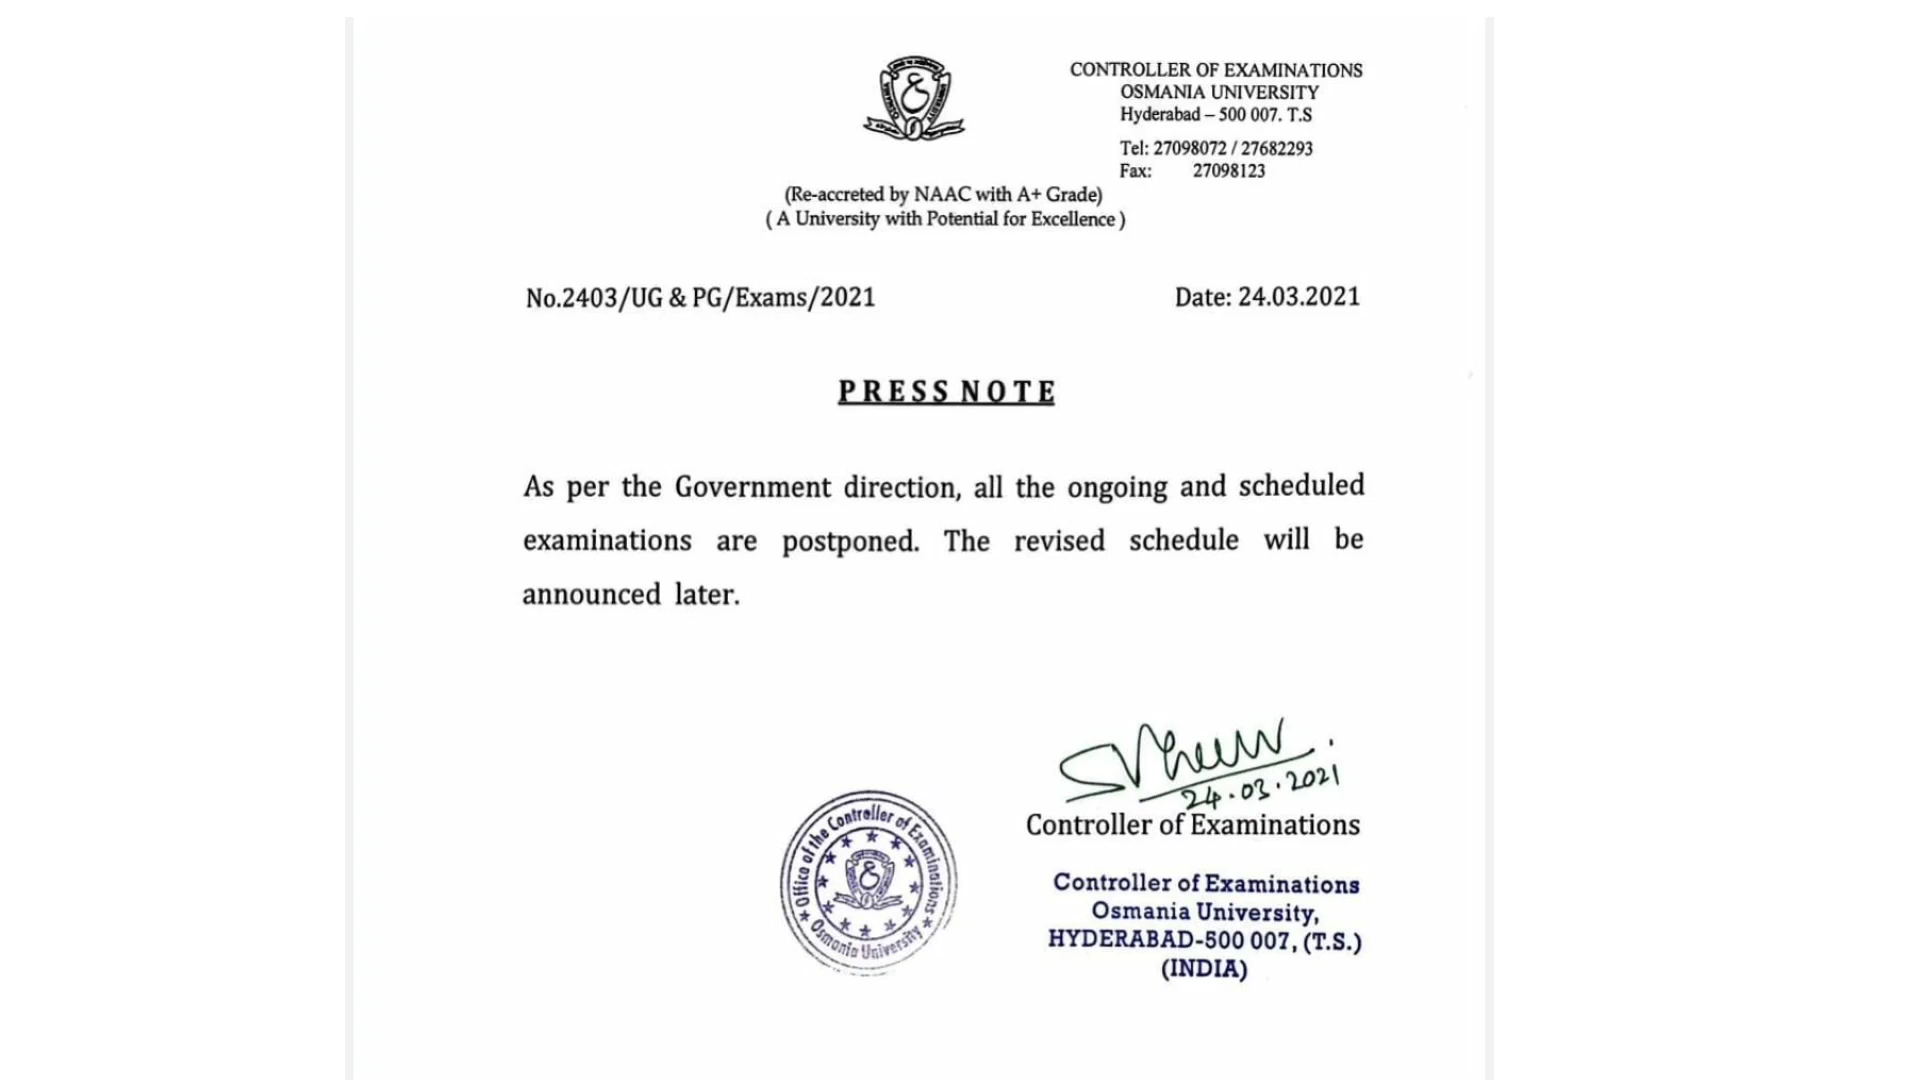 CONTROLLER OF EXAMINATIONS
OSMANIA UNIVERSITY
Hyderabad – 500 007. T.S
Tel: 27098072 / 27682293
Fax: 27098123
(Re-accreted by NAAC with A+ Grade)
( A University with Potential for Excellence )
No.2403/UG & PG/Exams/2021
Date: 24.03.2021
PRESS NOTE
As per the Government direction, all the ongoing and scheduled
examinations are postponed. The revised schedule will be
announced later.
24.03.2021
Controller of Examinations
Office of the Controller of Examinations
Osmania University
Controller of Examinations
Osmania University,
HYDERABAD-500 007, (T.S.)
(INDIA)